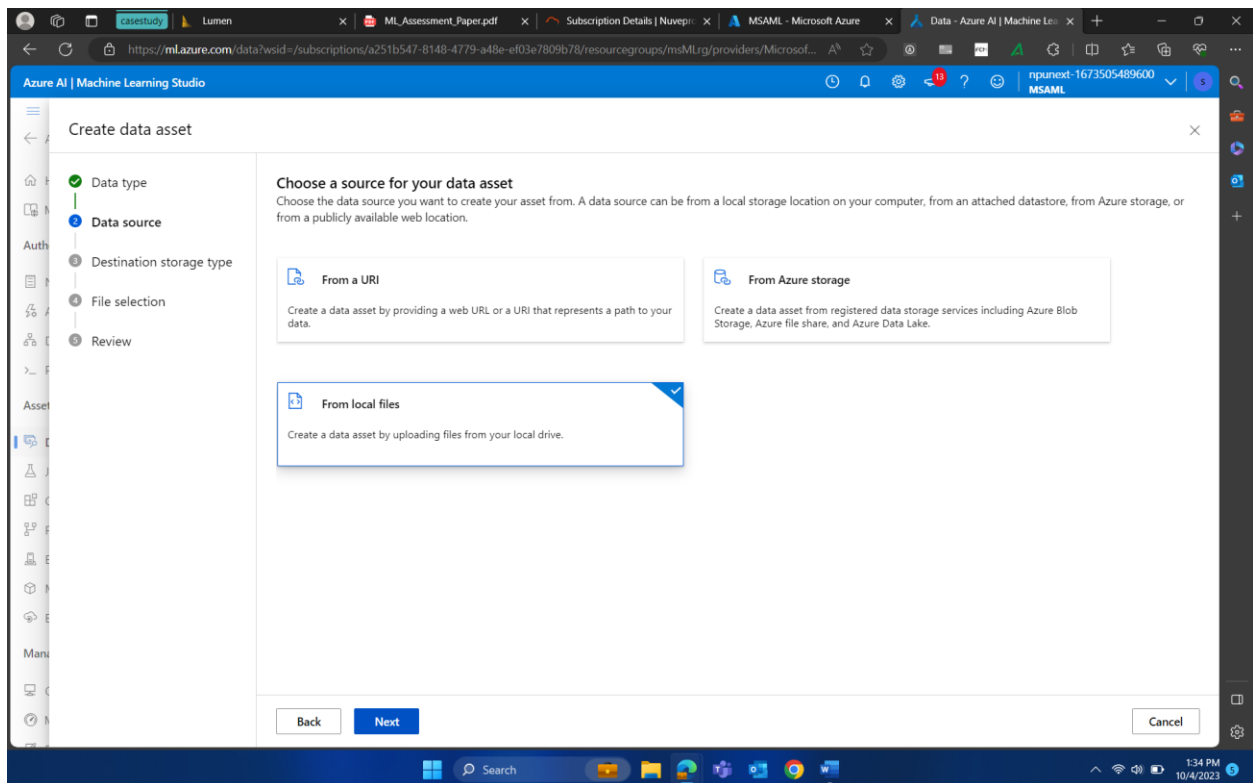 casestudy
Lumen
ML_Assessment_Paper.pdf
Subscription Details | Nuvepro
MSAML - Microsoft Azure
Data - Azure AI | Machine Lea
https://ml.azure.com/data?wsid=/subscriptions/a251b547-8148-4779-a48e-ef03e7809b78/resourcegroups/msMLrg/providers/Microsof...
Azure AI | Machine Learning Studio
13
?
npunext-1673505489600
MSAML
S
Create data asset
Data type
2 Data source
3 Destination storage type
4 File selection
5 Review
Auth
Asset
Mana
Choose a source for your data asset
Choose the data source you want to create your asset from. A data source can be from a local storage location on your computer, from an attached datastore, from Azure storage, or
from a publicly available web location.
From a URI
Create a data asset by providing a web URL or a URI that represents a path to your
data.
From Azure storage
Create a data asset from registered data storage services including Azure Blob
Storage, Azure file share, and Azure Data Lake.
From local files
Create a data asset by uploading files from your local drive.
Back
Next
Cancel
Search
1:34 PM
10/4/2023
5